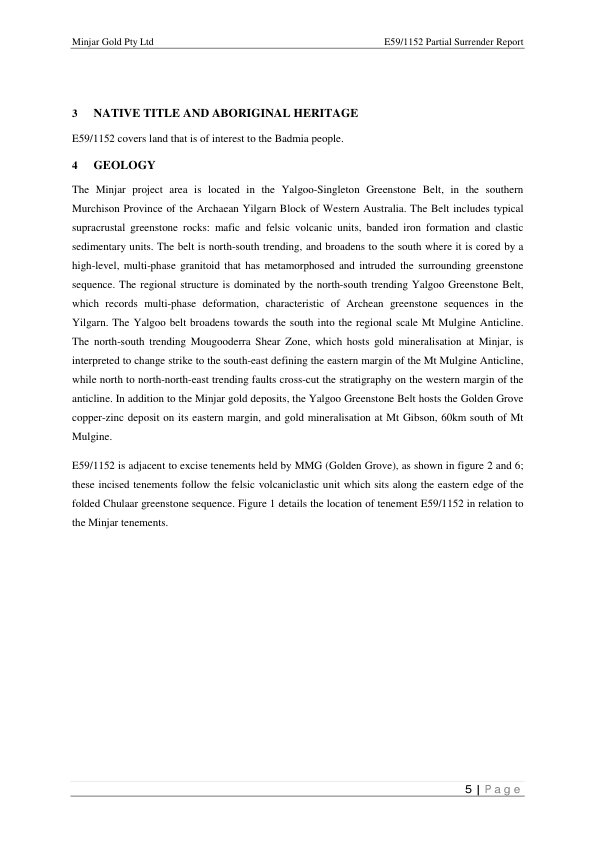 Minjar Gold Pty Ltd E59/1152 Partial Surrender Report
3 NATIVE TITLE AND ABORIGINAL HERITAGE
E59/1152 covers land that is of interest to the Badmia people.
4 GEOLOGY
The Minjar project area is located in the Yalgoo-Singleton Greenstone Belt, in the southern
Murchison Province of the Archaean Yilgarn Block of Western Australia. The Belt includes typical
supracrustal greenstone rocks: mafic and felsic volcanic units, banded iron formation and clastic
sedimentary units. The belt is north-south trending, and broadens to the south where it is cored by a
high-level, multi-phase granitoid that has metamorphosed and intruded the surrounding greenstone
sequence. The regional structure is dominated by the north-south trending Yalgoo Greenstone Belt,
which records multi-phase deformation, characteristic of Archean greenstone sequences in the
Yilgarn. The Yalgoo belt broadens towards the south into the regional scale Mt Mulgine Anticline.
The north-south trending Mougooderra Shear Zone, which hosts gold mineralisation at Minjar, is
interpreted to change strike to the south-east defining the eastern margin of the Mt Mulgine Anticline,
while north to north-north-east trending faults cross-cut the stratigraphy on the western margin of the
anticline. In addition to the Minjar gold deposits, the Yalgoo Greenstone Belt hosts the Golden Grove
copper-zinc deposit on its eastern margin, and gold mineralisation at Mt Gibson, 60km south of Mt
Mulgine.
E59/1152 is adjacent to excise tenements held by MMG (Golden Grove), as shown in figure 2 and 6;
these incised tenements follow the felsic volcaniclastic unit which sits along the eastern edge of the
folded Chulaar greenstone sequence. Figure 1 details the location of tenement E59/1152 in relation to
the Minjar tenements.
5 | Page